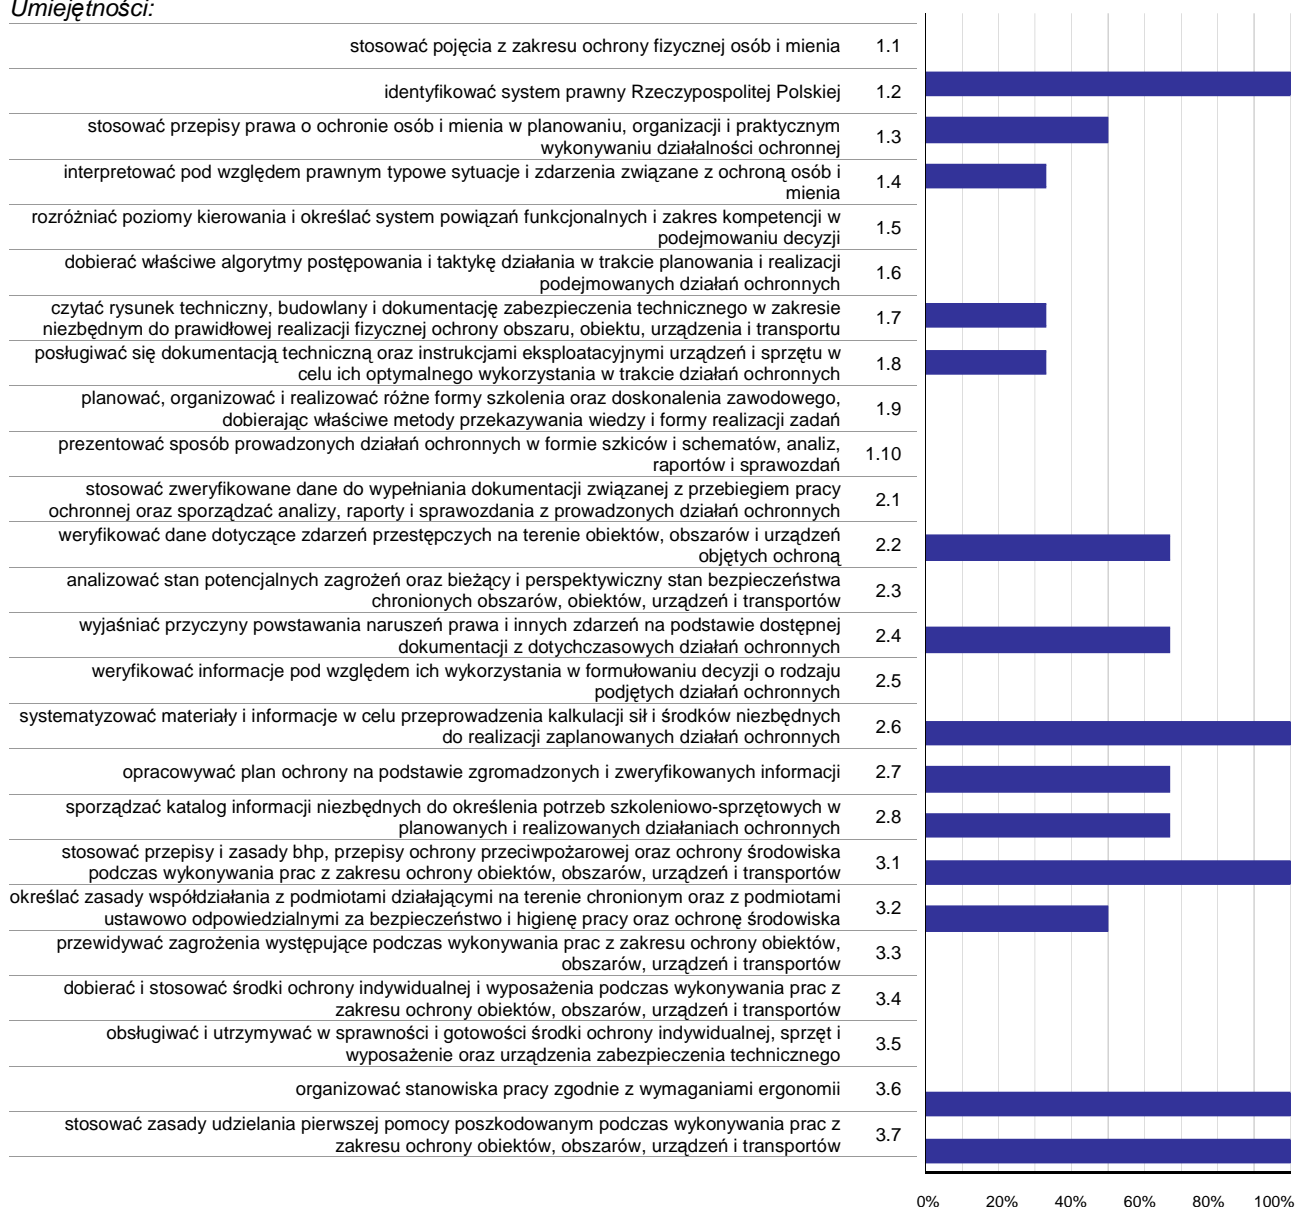 Umiejętności:
stosować pojęcia z zakresu ochrony fizycznej osób i mienia 1.1
identyfikować system prawny Rzeczypospolitej Polskiej 1.2
stosować przepisy prawa o ochronie osób i mienia w planowaniu, organizacji i praktycznym
wykonywaniu działalności ochronnej 1.3
interpretować pod względem prawnym typowe sytuacje i zdarzenia związane z ochroną osób i
mienia 1.4
rozróżniać poziomy kierowania i określać system powiązań funkcjonalnych i zakres kompetencji w
podejmowaniu decyzji 1.5
dobierać właściwe algorytmy postępowania i taktykę działania w trakcie planowania i realizacji
podejmowanych działań ochronnych 1.6
czytać rysunek techniczny, budowlany i dokumentację zabezpieczenia technicznego w zakresie
niezbędnym do prawidłowej realizacji fizycznej ochrony obszaru, obiektu, urządzenia i transportu 1.7
posługiwać się dokumentacją techniczną oraz instrukcjami eksploatacyjnymi urządzeń i sprzętu w
celu ich optymalnego wykorzystania w trakcie działań ochronnych 1.8
planować, organizować i realizować różne formy szkolenia oraz doskonalenia zawodowego,
dobierając właściwe metody przekazywania wiedzy i formy realizacji zadań 1.9
prezentować sposób prowadzonych działań ochronnych w formie szkiców i schematów, analiz,
raportów i sprawozdań 1.10
stosować zweryfikowane dane do wypełniania dokumentacji związanej z przebiegiem pracy
ochronnej oraz sporządzać analizy, raporty i sprawozdania z prowadzonych działań ochronnych 2.1
weryfikować dane dotyczące zdarzeń przestępczych na terenie obiektów, obszarów i urządzeń
objętych ochroną 2.2
analizować stan potencjalnych zagrożeń oraz bieżący i perspektywiczny stan bezpieczeństwa
chronionych obszarów, obiektów, urządzeń i transportów 2.3
wyjaśniać przyczyny powstawania naruszeń prawa i innych zdarzeń na podstawie dostępnej
dokumentacji z dotychczasowych działań ochronnych 2.4
weryfikować informacje pod względem ich wykorzystania w formułowaniu decyzji o rodzaju
podjętych działań ochronnych 2.5
systematyzować materiały i informacje w celu przeprowadzenia kalkulacji sił i środków niezbędnych
do realizacji zaplanowanych działań ochronnych 2.6
opracowywać plan ochrony na podstawie zgromadzonych i zweryfikowanych informacji 2.7
sporządzać katalog informacji niezbędnych do określenia potrzeb szkoleniowo-sprzętowych w
planowanych i realizowanych działaniach ochronnych 2.8
stosować przepisy i zasady bhp, przepisy ochrony przeciwpożarowej oraz ochrony środowiska
podczas wykonywania prac z zakresu ochrony obiektów, obszarów, urządzeń i transportów 3.1
określać zasady współdziałania z podmiotami działającymi na terenie chronionym oraz z podmiotami
ustawowo odpowiedzialnymi za bezpieczeństwo i higienę pracy oraz ochronę środowiska 3.2
przewidywać zagrożenia występujące podczas wykonywania prac z zakresu ochrony obiektów,
obszarów, urządzeń i transportów 3.3
dobierać i stosować środki ochrony indywidualnej i wyposażenia podczas wykonywania prac z
zakresu ochrony obiektów, obszarów, urządzeń i transportów 3.4
obsługiwać i utrzymywać w sprawności i gotowości środki ochrony indywidualnej, sprzęt i
wyposażenie oraz urządzenia zabezpieczenia technicznego 3.5
organizować stanowiska pracy zgodnie z wymaganiami ergonomii 3.6
stosować zasady udzielania pierwszej pomocy poszkodowanym podczas wykonywania prac z
zakresu ochrony obiektów, obszarów, urządzeń i transportów 3.7
0% 20% 40% 60% 80% 100%